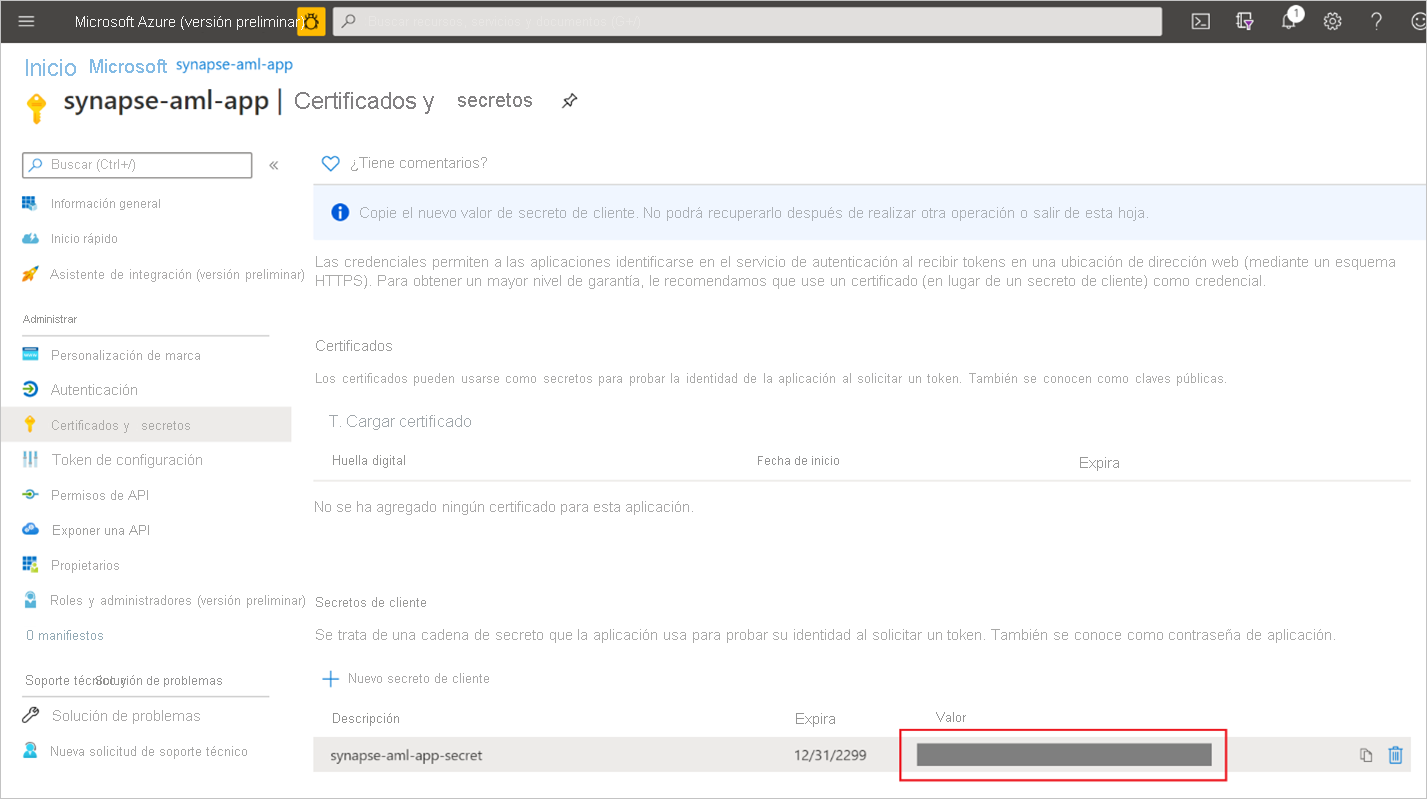 Microsoft Azure (versión preliminar)
Buscar recursos, servicios y documentos (G+/)
1
Inicio Microsoft synapse-aml-app
synapse-aml-app | Certificados y secretos
Buscar (Ctrl+/)
«
Información general
Inicio rápido
Asistente de integración (versión preliminar)
Administrar
Personalización de marca
Autenticación
Certificados y secretos
Token de configuración
Permisos de API
Exponer una API
Propietarios
Roles y administradores (versión preliminar)
0 manifiestos
Soporte técnico y Solución de problemas
Solución de problemas
Nueva solicitud de soporte técnico
¿Tiene comentarios?
Copie el nuevo valor de secreto de cliente. No podrá recuperarlo después de realizar otra operación o salir de esta hoja.
Las credenciales permiten a las aplicaciones identificarse en el servicio de autenticación al recibir tokens en una ubicación de dirección web (mediante un esquema
HTTPS). Para obtener un mayor nivel de garantía, le recomendamos que use un certificado (en lugar de un secreto de cliente) como credencial.
Certificados
Los certificados pueden usarse como secretos para probar la identidad de la aplicación al solicitar un token. También se conocen como claves públicas.
T. Cargar certificado
Huella digital Fecha de inicio Expira
No se ha agregado ningún certificado para esta aplicación.
Secretos de cliente
Se trata de una cadena de secreto que la aplicación usa para probar su identidad al solicitar un token. También se conoce como contraseña de aplicación.
Nuevo secreto de cliente
Descripción Expira Valor
synapse-aml-app-secret 12/31/2299